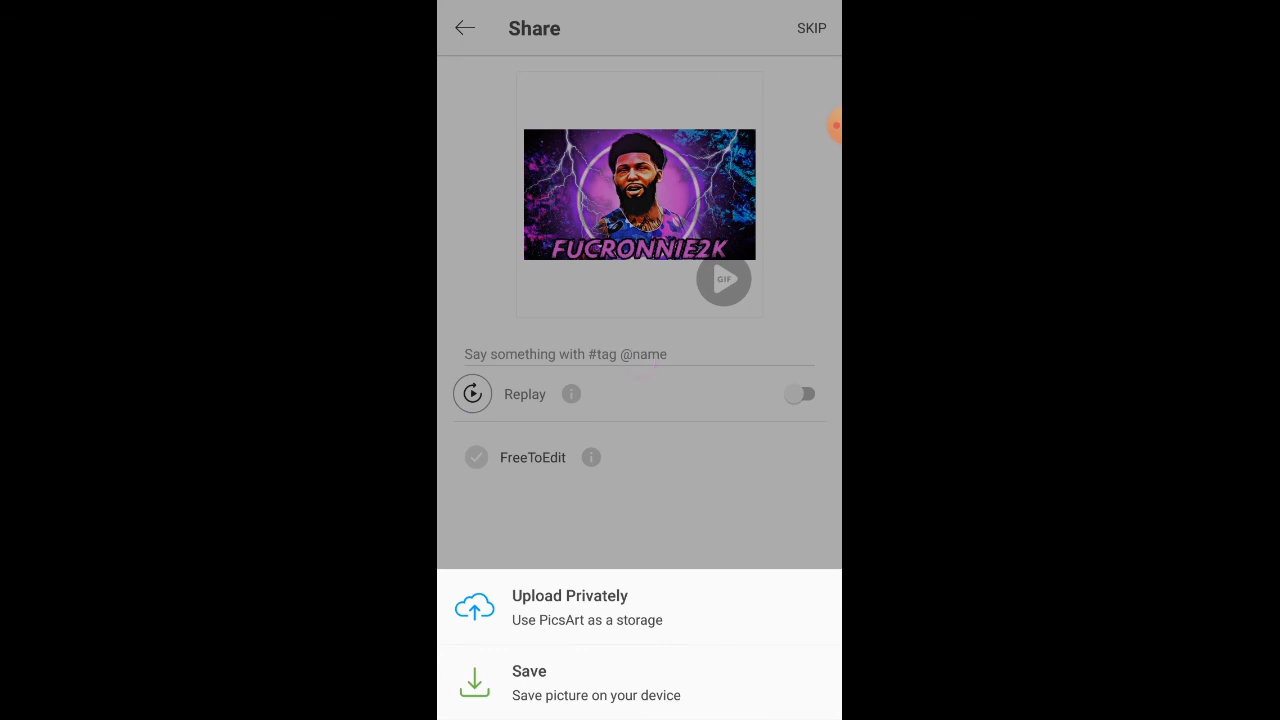 Share
SKIP
FUCRONNIE2K
GIF
Say something with #tag @name
Replay
FreeToEdit
Upload Privately
Use PicsArt as a storage
Save
Save picture on your device